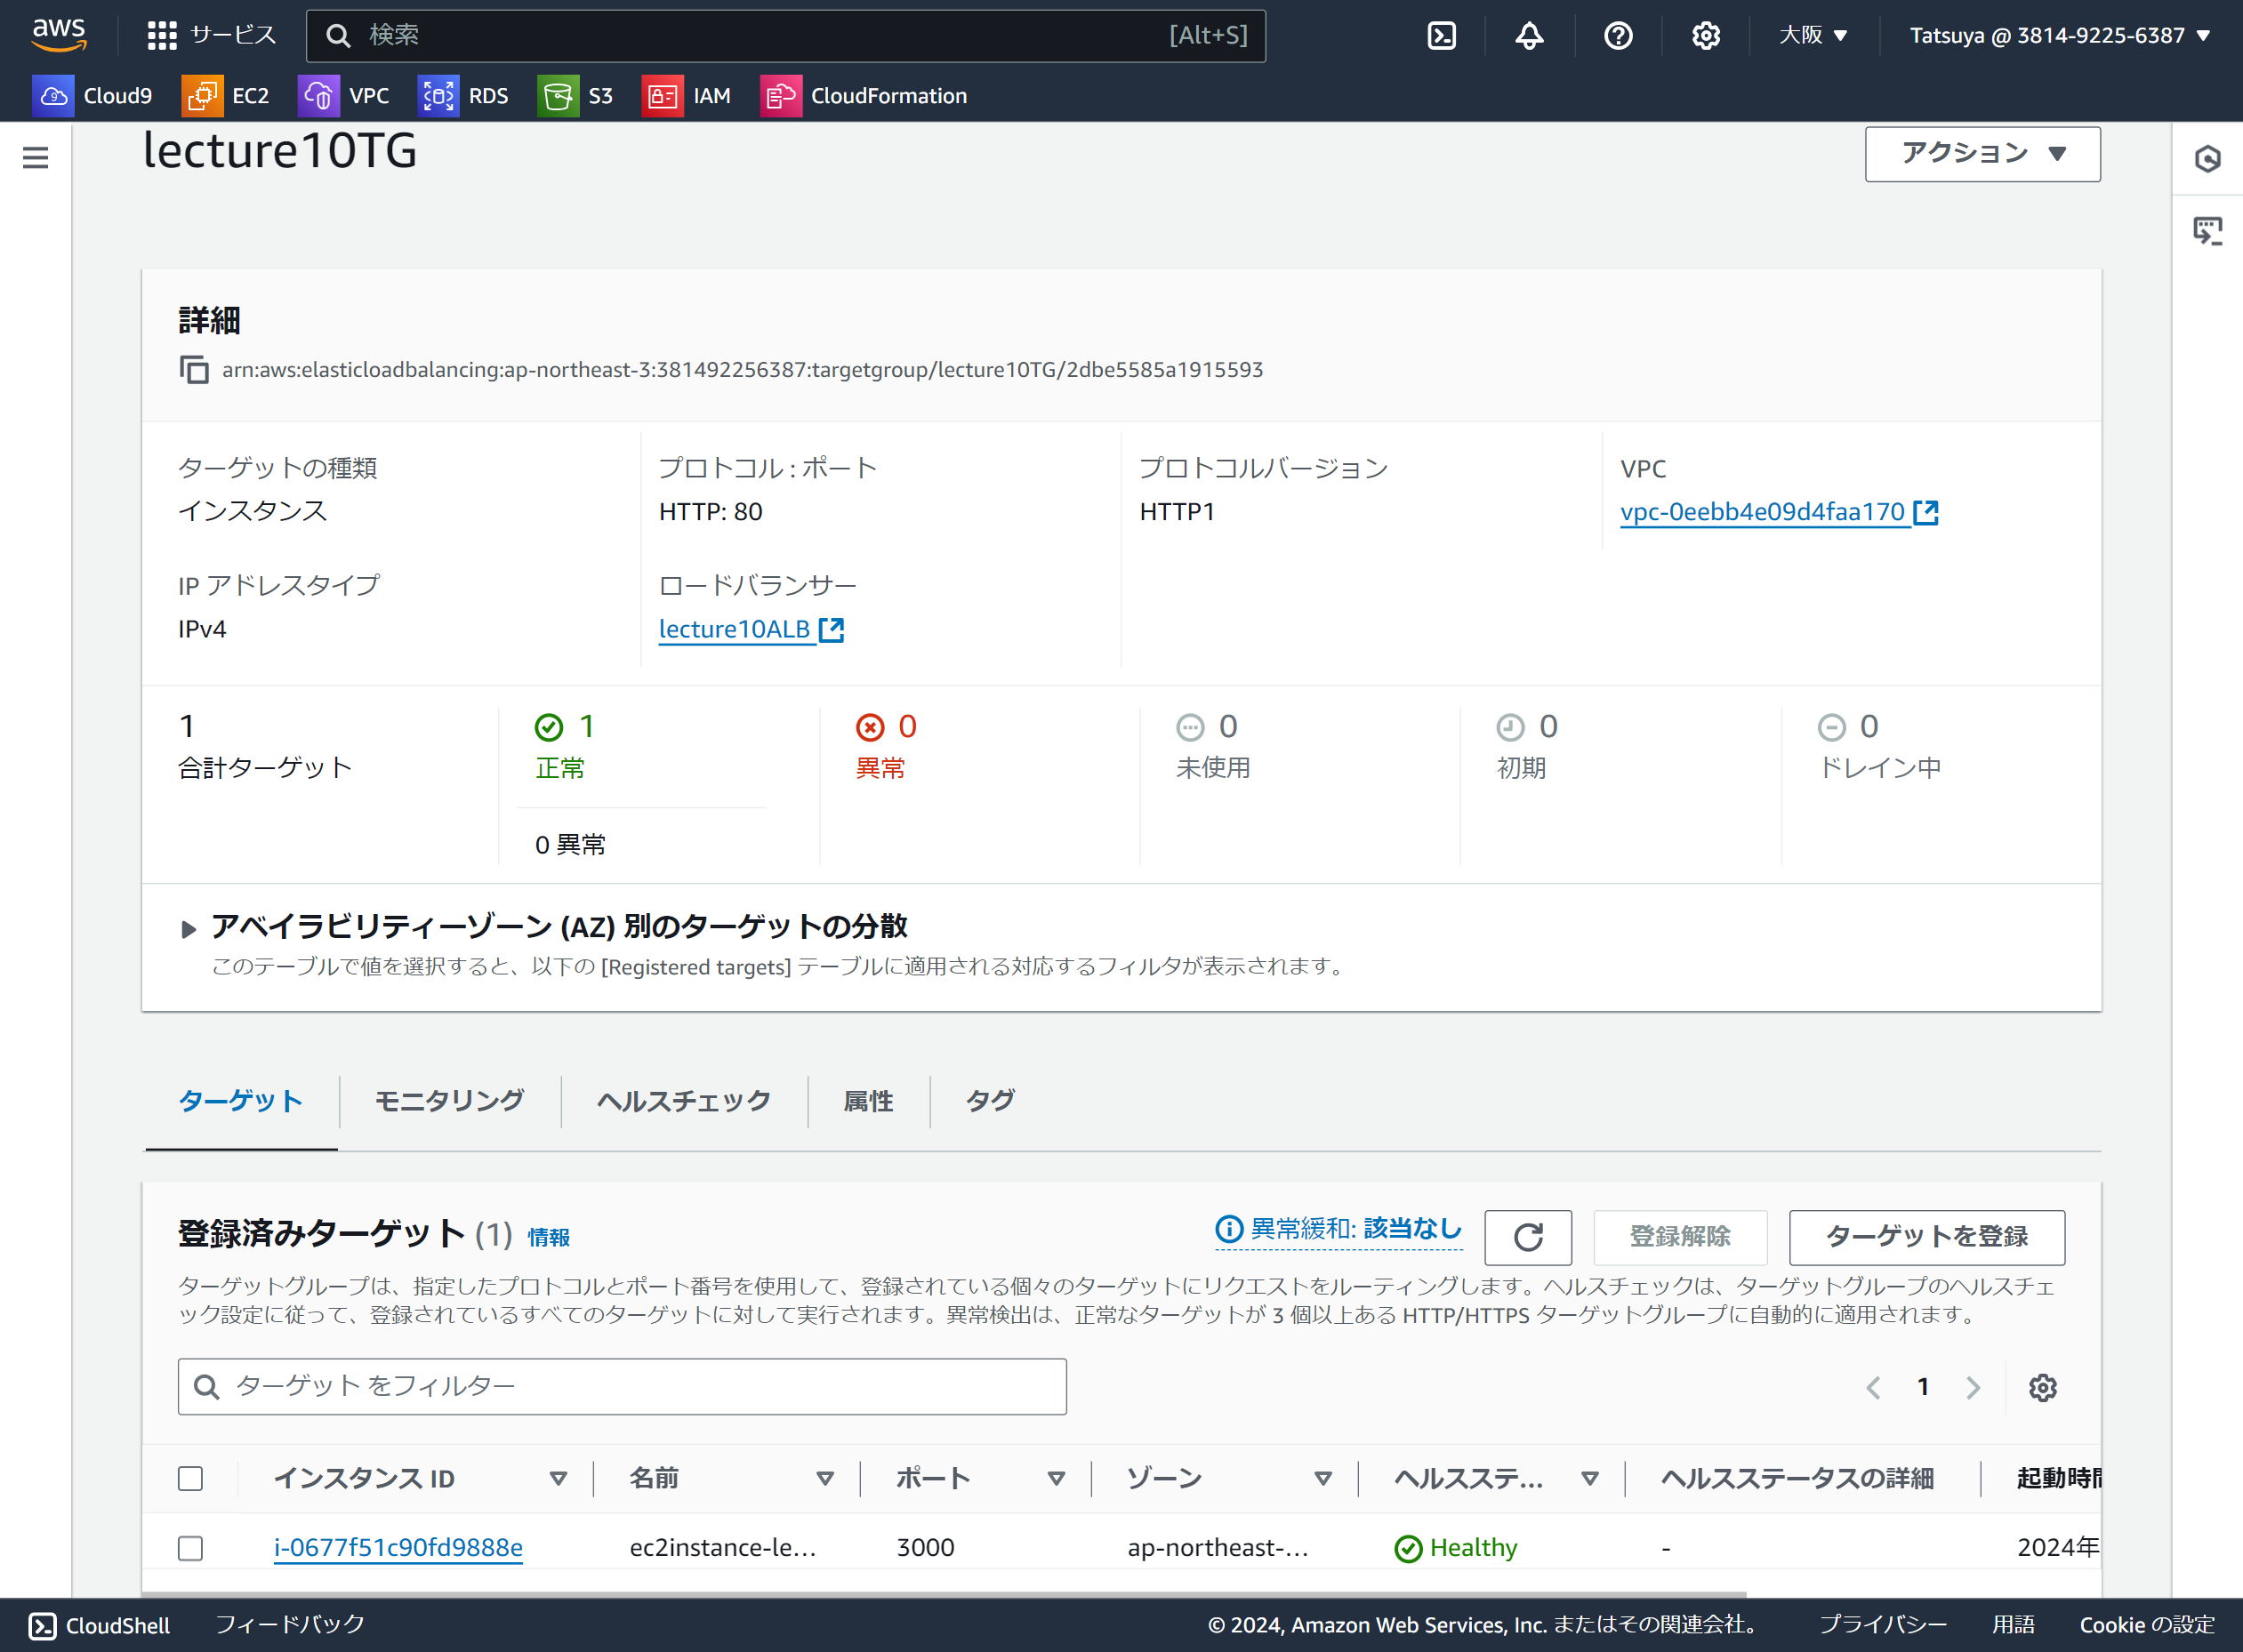 aws サービス 検索 [Alt+S] 大阪 Tatsuya @ 3814-9225-6387
Cloud9 EC2 VPC RDS S3 IAM CloudFormation
lecture10TG アクション
詳細
arn:aws:elasticloadbalancing:ap-northeast-3:381492256387:targetgroup/lecture10TG/2dbe5585a1915593
ターゲットの種類 プロトコル : ポート プロトコルバージョン VPC
インスタンス HTTP: 80 HTTP1 vpc-0eebb4e09d4faa170
IP アドレスタイプ ロードバランサー
IPv4 lecture10ALB
1 1 0 0 0 0
合計ターゲット 正常 異常 未使用 初期 ドレイン中
0 異常
アベイラビリティーゾーン (AZ) 別のターゲットの分散
このテーブルで値を選択すると、以下の [Registered targets] テーブルに適用される対応するフィルタが表示されます。
ターゲット モニタリング ヘルスチェック 属性 タグ
登録済みターゲット (1) 情報 異常緩和: 該当なし 登録解除 ターゲットを登録
ターゲットグループは、指定したプロトコルとポート番号を使用して、登録されている個々のターゲットにリクエストをルーティングします。ヘルスチェックは、ターゲットグループのヘルスチェ
ック設定に従って、登録されているすべてのターゲットに対して実行されます。異常検出は、正常なターゲットが 3 個以上ある HTTP/HTTPS ターゲットグループに自動的に適用されます。
ターゲット をフィルター 1
インスタンス ID 名前 ポート ゾーン ヘルスステ... ヘルスステータスの詳細 起動時間
i-0677f51c90fd9888e ec2instance-le... 3000 ap-northeast-... Healthy - 2024年
CloudShell フィードバック © 2024, Amazon Web Services, Inc. またはその関連会社。 プライバシー 用語 Cookie の設定